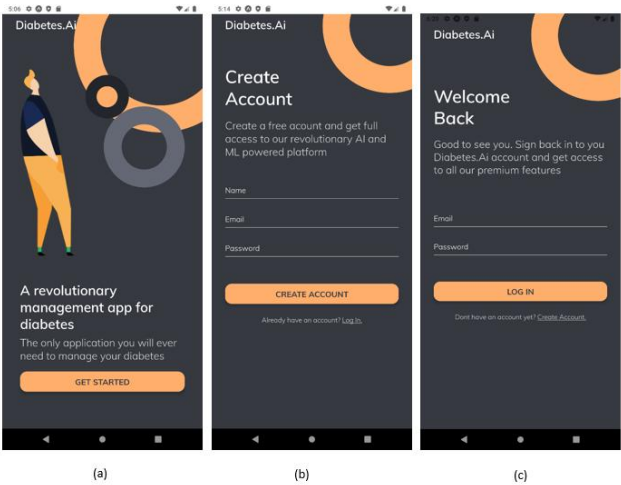 5:06
Diabetes.Ai
A revolutionary
management app for
diabetes
The only application you will ever
need to manage your diabetes
GET STARTED
(a)
5:14
Diabetes.Ai
Create
Account
Create a free acount and get full
access to our revolutionary AI and
ML powered platform
Name
Email
Password
CREATE ACCOUNT
Already have an account? Log In.
(b)
Diabetes.Ai
Welcome
Back
Good to see you. Sign back in to you
Diabetes.Ai account and get access
to all our premium features
Email
Password
LOG IN
Dont have an account yet? Create Account.
(c)